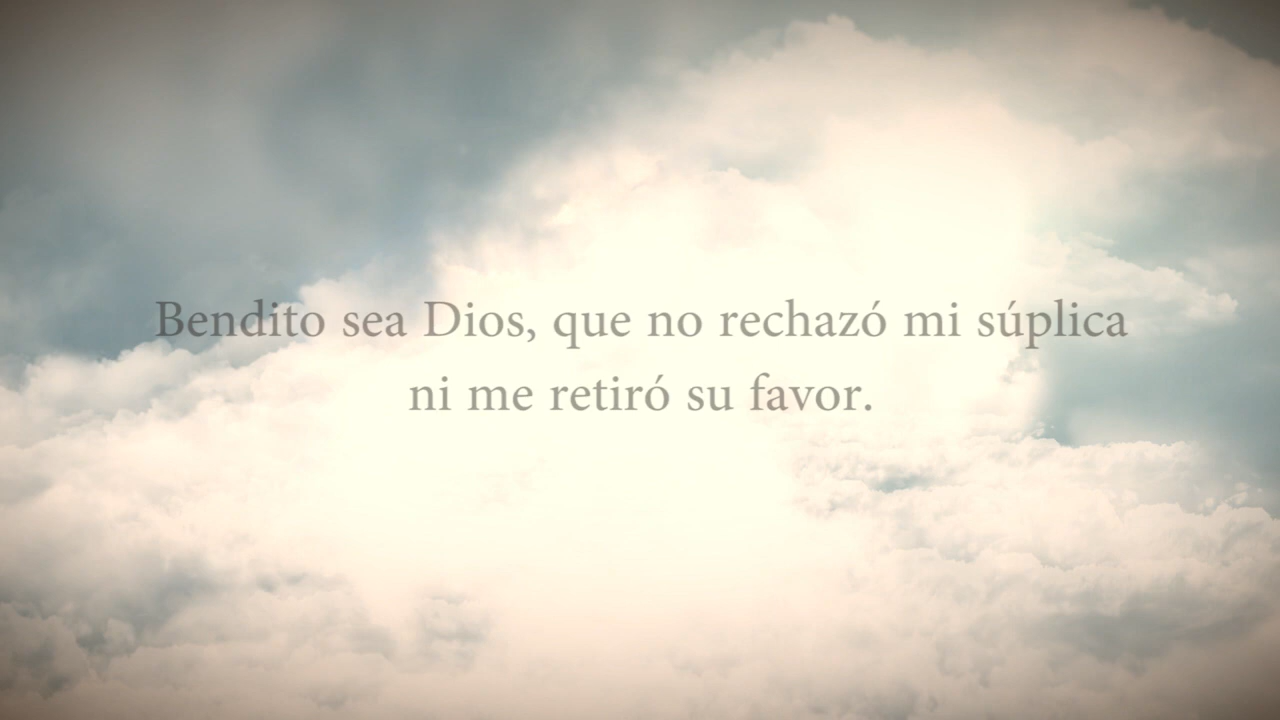 Bendito sea Dios, que no rechazó mi súplica
ni me retiró su favor.